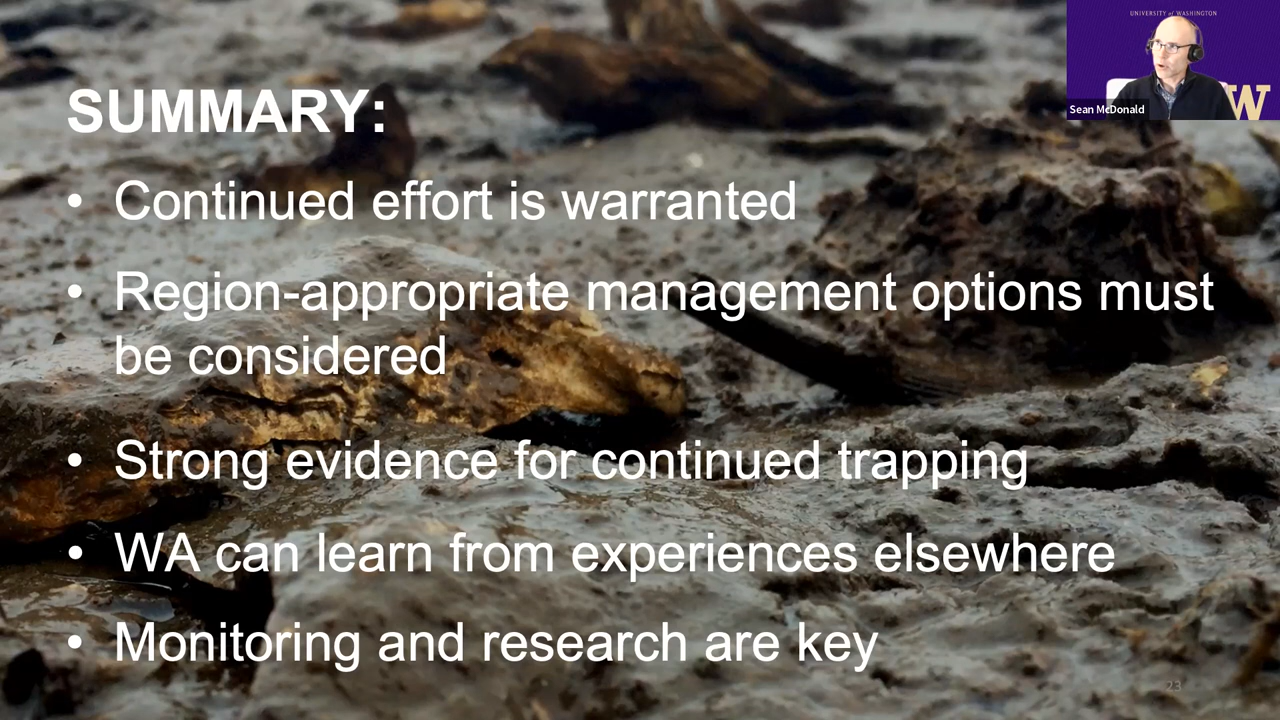 UNIVERSITY of WASHINGTON
W
Sean McDonald
SUMMARY:
• Continued effort is warranted
• Region-appropriate management options must
be considered
• Strong evidence for continued trapping
• WA can learn from experiences elsewhere
• Monitoring and research are key
23